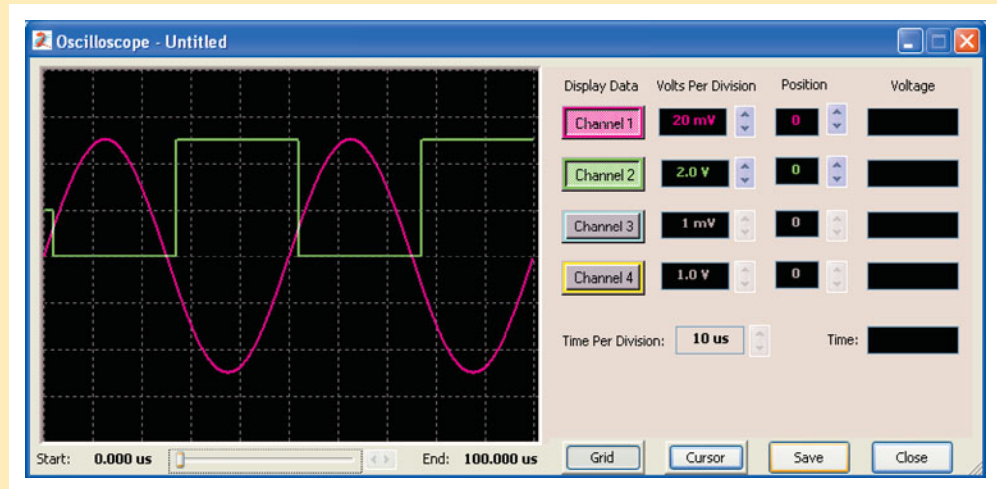 Oscilloscope - Untitled
Display Data Volts Per Division Position Voltage
Channel 1 20 mV 0
Channel 2 2.0 V 0
Channel 3 1 mV 0
Channel 4 1.0 V 0
Time Per Division: 10 us Time:
Start: 0.000 us End: 100.000 us Grid Cursor Save Close